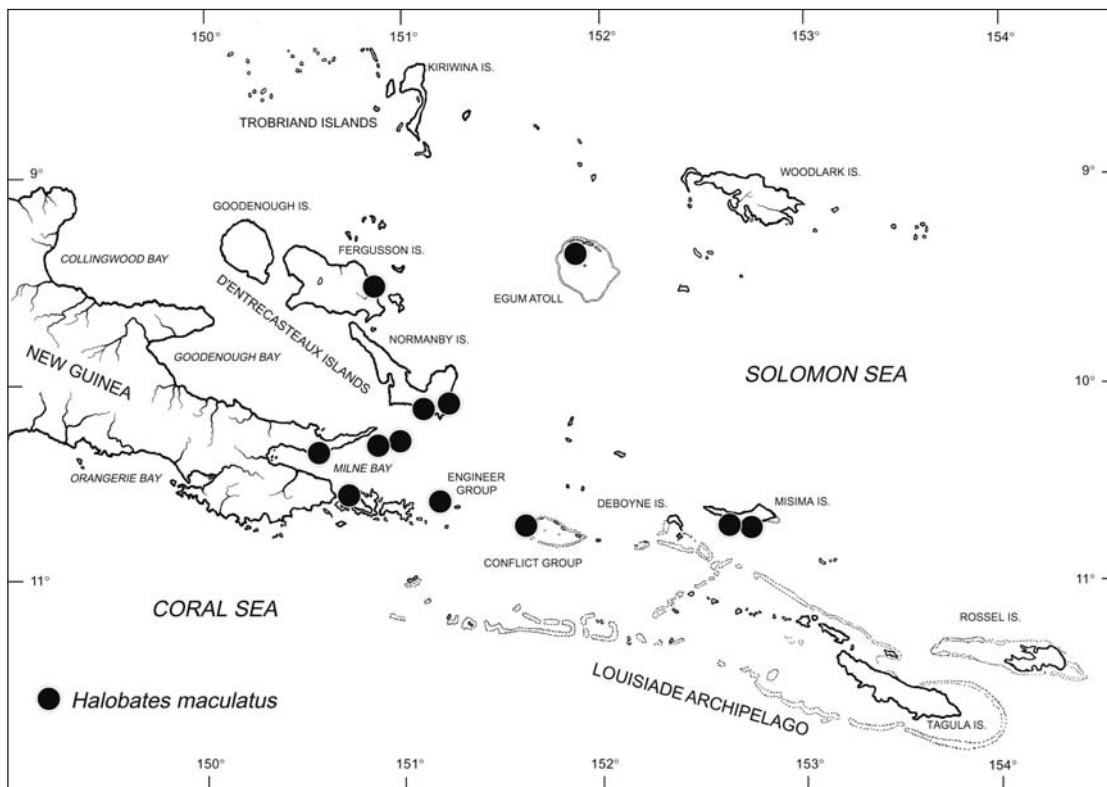 150° 151° 152° 153° 154°
KIRIWINA IS.
TROBRIAND ISLANDS
9° 9°
WOODLARK IS.
GOODENOUGH IS.
FERGUSSON IS.
COLLINGWOOD BAY
EGUM ATOLL
D'ENTRECASTEAUX ISLANDS
NORMANBY IS.
GOODENOUGH BAY
NEW GUINEA
SOLOMON SEA
10°
MILNE BAY
ORANGERIE BAY
ENGINEER
GROUP
DEBOYNE IS.
MISIMA IS.
CONFLICT GROUP
11° 11°
CORAL SEA
ROSSEL IS.
LOUISIADE ARCHIPELAGO
Halobates maculatus
TAGULA IS.
150° 151° 152° 153° 154°